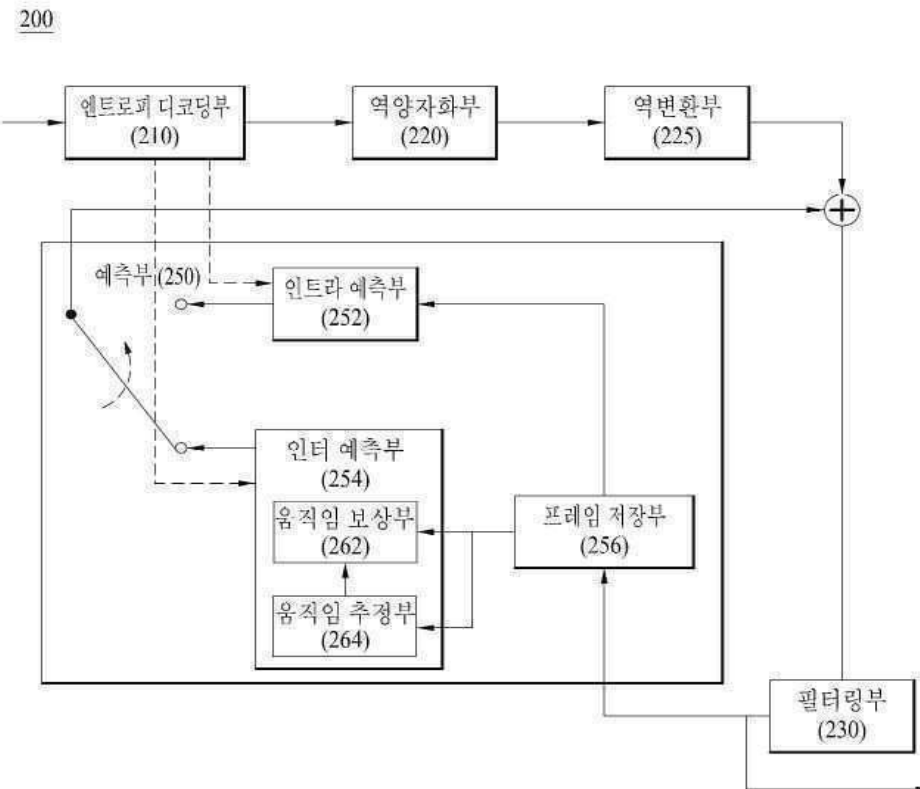 200
엔트로피 디코딩부
(210)
역양자화부
(220)
역변환부
(225)
예측부 (250)
인트라 예측부
(252)
인터 예측부
(254)
움직임 보상부
(262)
움직임 추정부
(264)
프레임 저장부
(256)
필터링부
(230)